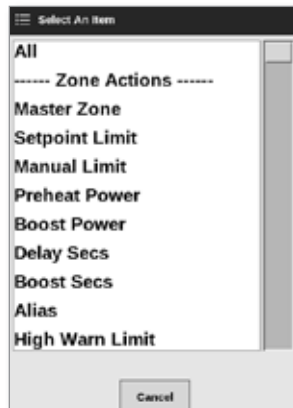 Select An Item
All
------ Zone Actions ------
Master Zone
Setpoint Limit
Manual Limit
Preheat Power
Boost Power
Delay Secs
Boost Secs
Alias
High Warn Limit
Cancel